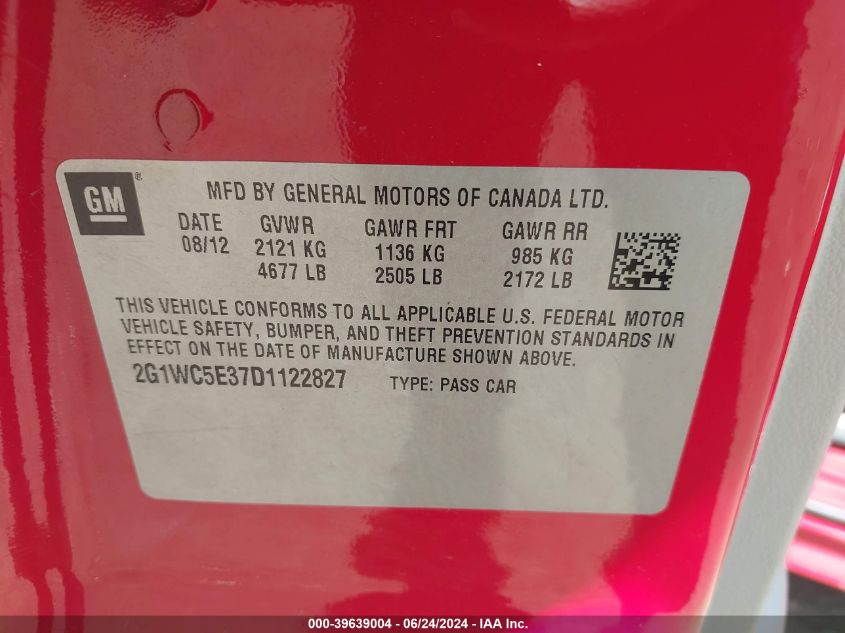 GM ®
MFD BY GENERAL MOTORS OF CANADA LTD.
DATE GVWR GAWR FRT GAWR RR
08/12 2121 KG 1136 KG 985 KG
4677 LB 2505 LB 2172 LB
THIS VEHICLE CONFORMS TO ALL APPLICABLE U.S. FEDERAL MOTOR
VEHICLE SAFETY, BUMPER, AND THEFT PREVENTION STANDARDS IN
EFFECT ON THE DATE OF MANUFACTURE SHOWN ABOVE.
2G1WC5E37D1122827 TYPE: PASS CAR
000-39639004 - 06/24/2024 - IAA Inc.